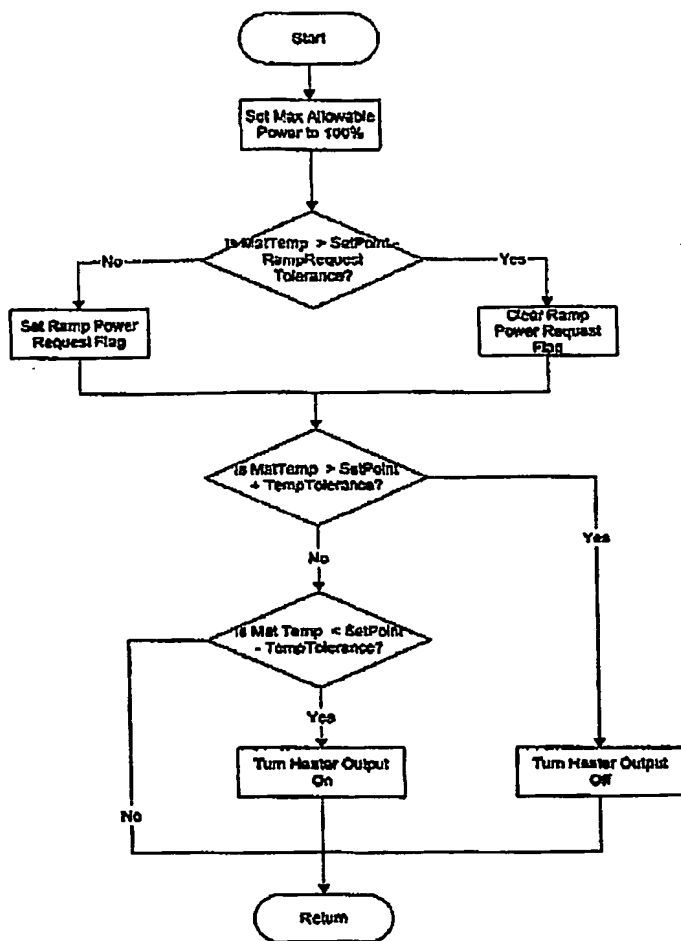 Start
Set Max Allowable
Power to 100%
Is MatTemp > SetPoint -
RampRequest
Tolerance?
No
Yes
Set Ramp Power
Request Flag
Clear Ramp
Power Request
Flag
Is MatTemp > SetPoint
+ TempTolerance?
Yes
No
Is Mat Temp < SetPoint
- TempTolerance?
Yes
Turn Heater Output
On
Turn Heater Output
Off
No
Return